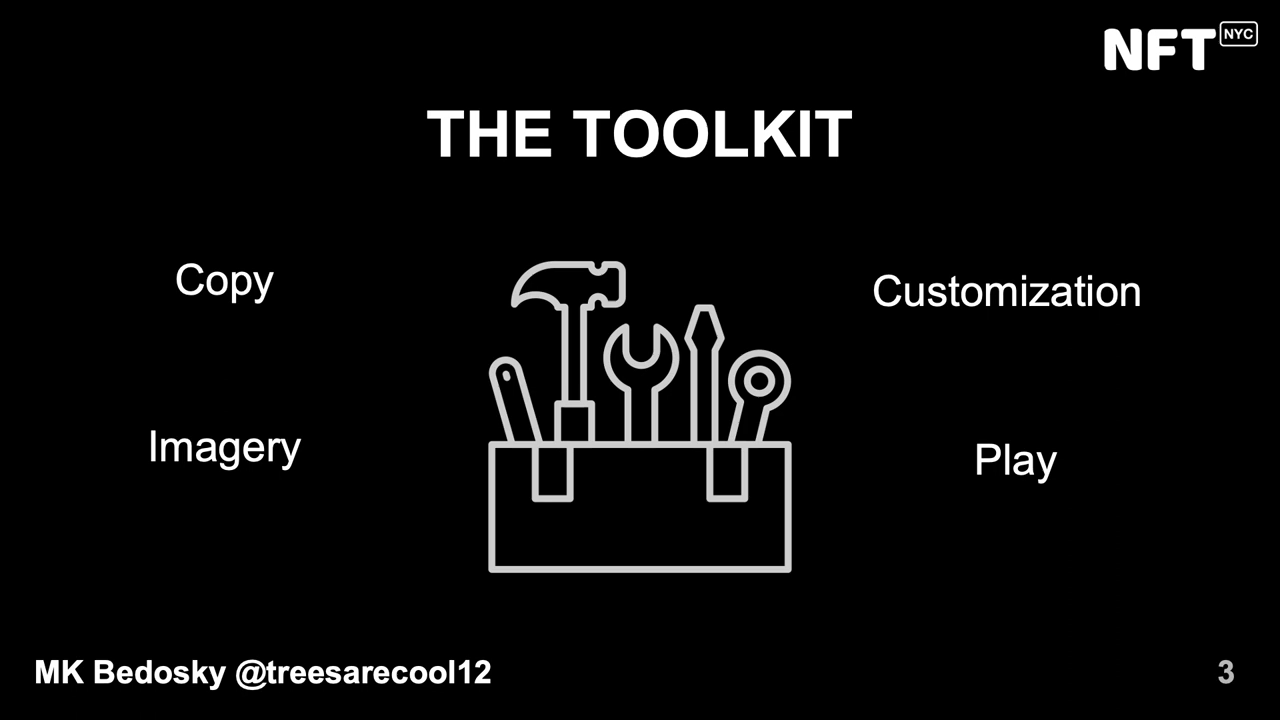 NFT NYC
THE TOOLKIT
Copy
Customization
Imagery
Play
MK Bedosky @treesarecool12
3